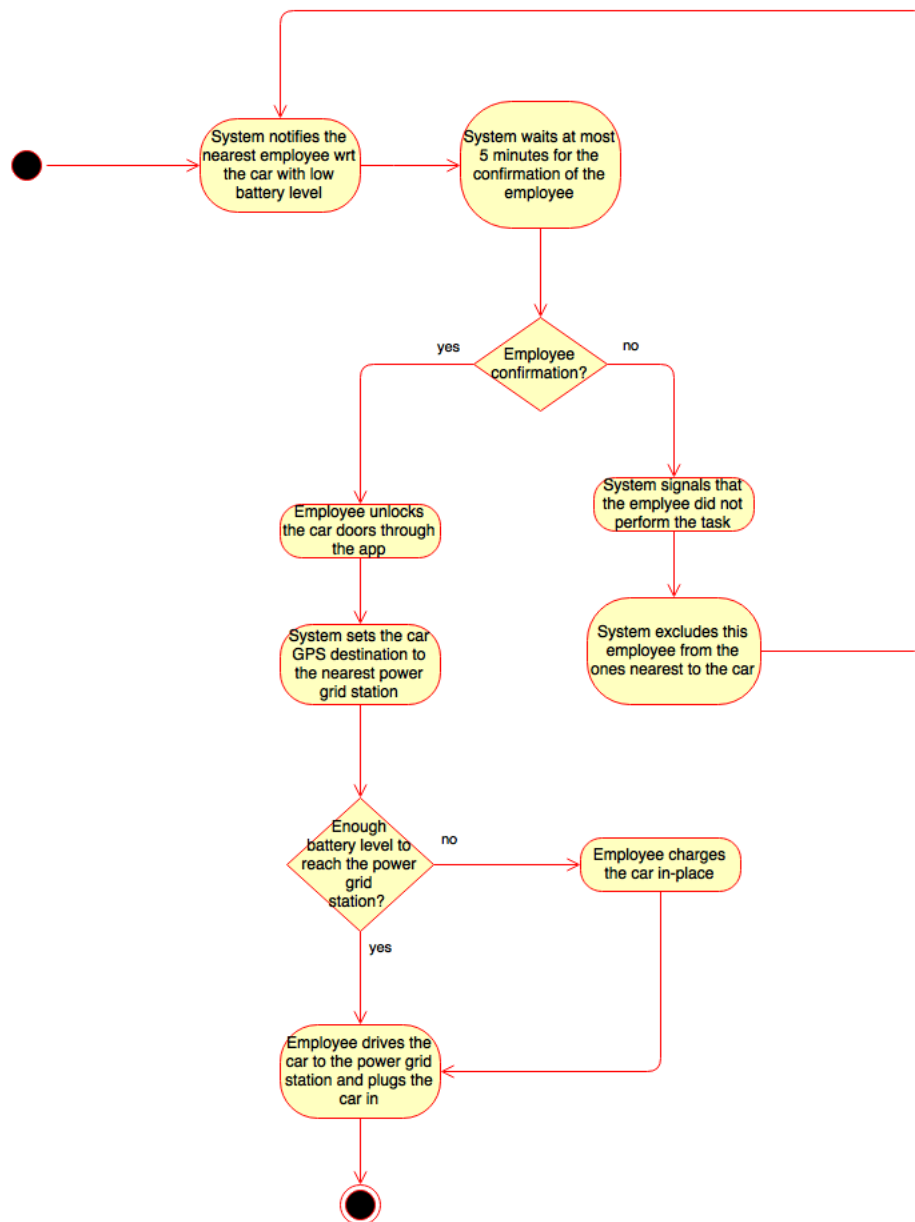 System notifies the
nearest employee wrt
the car with low
battery level
System waits at most
5 minutes for the
confirmation of the
employee
yes
Employee
confirmation?
no
Employee unlocks
the car doors through
the app
System signals that
the emplyee did not
perform the task
System sets the car
GPS destination to
the nearest power
grid station
System excludes this
employee from the
ones nearest to the car
Enough
battery level to
reach the power
grid
station?
no
Employee charges
the car in-place
yes
Employee drives the
car to the power grid
station and plugs the
car in